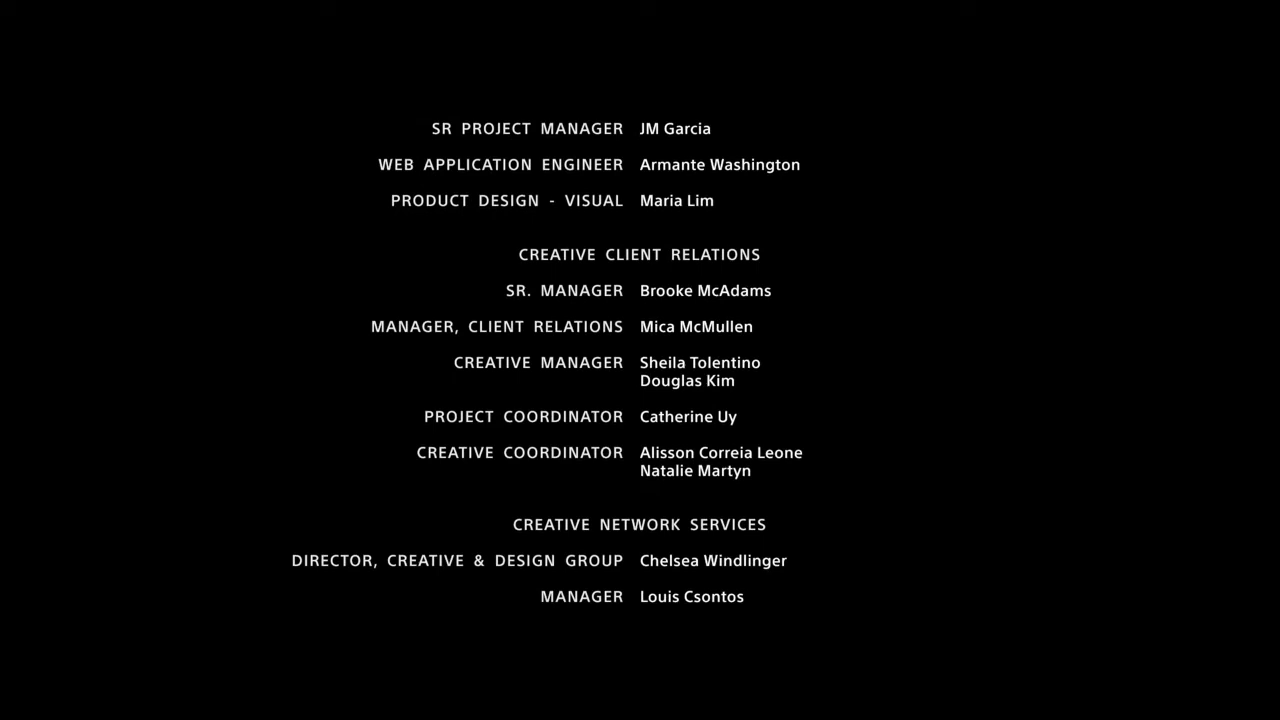 SR PROJECT MANAGER JM Garcia
WEB APPLICATION ENGINEER Armante Washington
PRODUCT DESIGN - VISUAL Maria Lim
CREATIVE CLIENT RELATIONS
SR. MANAGER Brooke McAdams
MANAGER, CLIENT RELATIONS Mica McMullen
CREATIVE MANAGER Sheila Tolentino
Douglas Kim
PROJECT COORDINATOR Catherine Uy
CREATIVE COORDINATOR Alisson Correia Leone
Natalie Martyn
CREATIVE NETWORK SERVICES
DIRECTOR, CREATIVE & DESIGN GROUP Chelsea Windlinger
MANAGER Louis Csontos